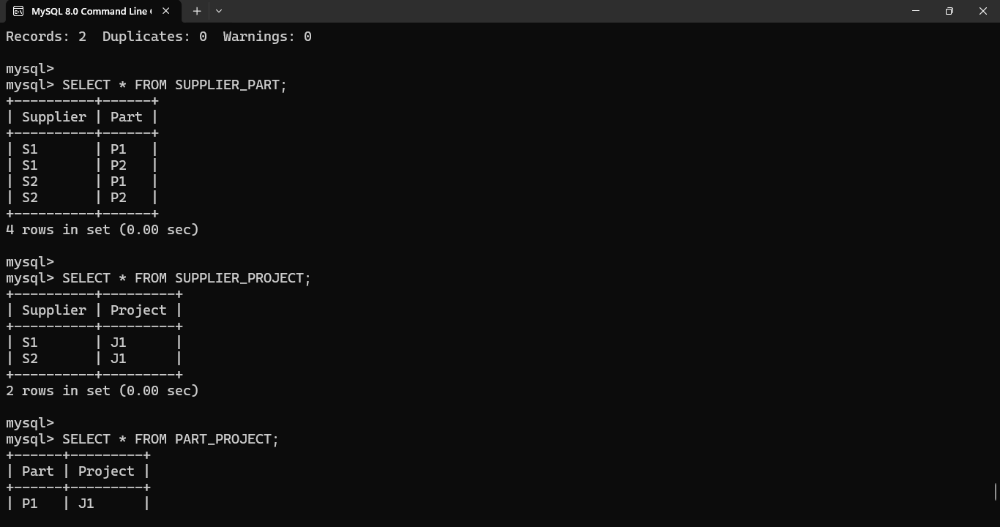 MySQL 8.0 Command Line
Records: 2  Duplicates: 0  Warnings: 0
mysql>
mysql> SELECT * FROM SUPPLIER_PART;
+----------+------+
| Supplier | Part |
+----------+------+
| S1       | P1   |
| S1       | P2   |
| S2       | P1   |
| S2       | P2   |
+----------+------+
4 rows in set (0.00 sec)
mysql>
mysql> SELECT * FROM SUPPLIER_PROJECT;
+----------+---------+
| Supplier | Project |
+----------+---------+
| S1       | J1      |
| S2       | J1      |
+----------+---------+
2 rows in set (0.00 sec)
mysql>
mysql> SELECT * FROM PART_PROJECT;
+------+---------+
| Part | Project |
+------+---------+
| P1   | J1      |